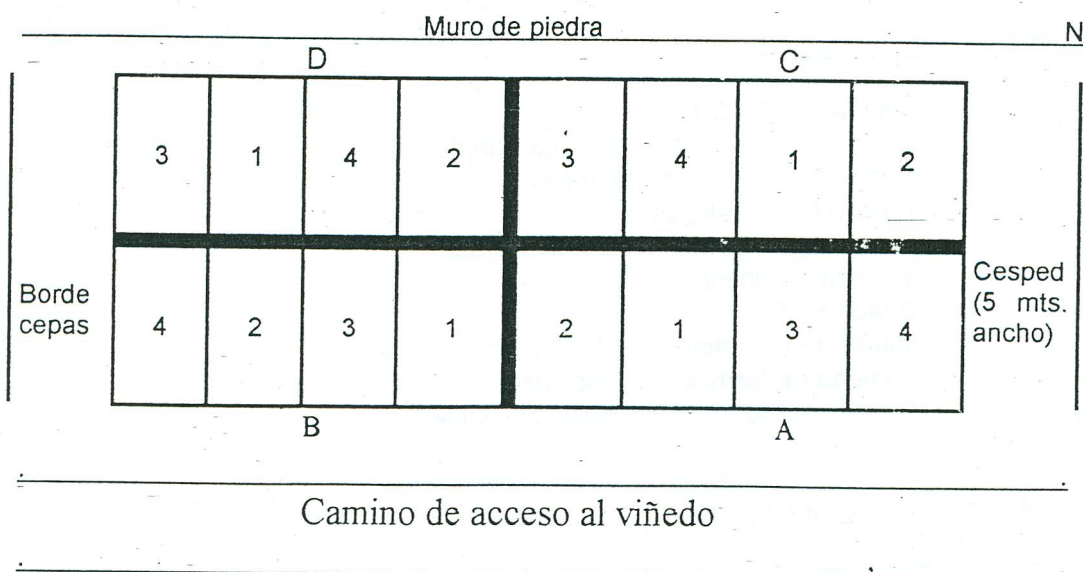 Muro de piedra N
D C
3 1 4 2 3 4 1 2
Borde
cepas
4 2 3 1 2 1 3 4
Cesped
(5 mts.
ancho)
B A
Camino de acceso al viñedo